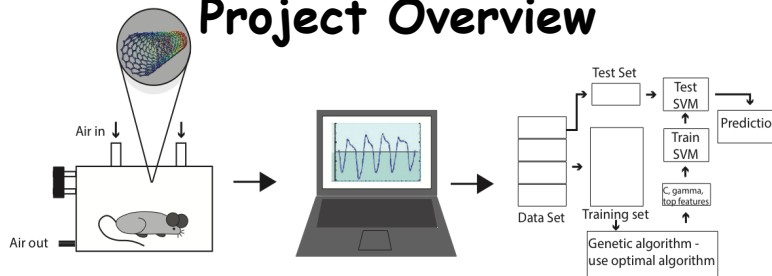 Project Overview
Air in
Air out
Data Set
Test Set
Training set
Genetic algorithm -
use optimal algorithm
C, gamma,
top features
Train
SVM
Test
SVM
Predictio